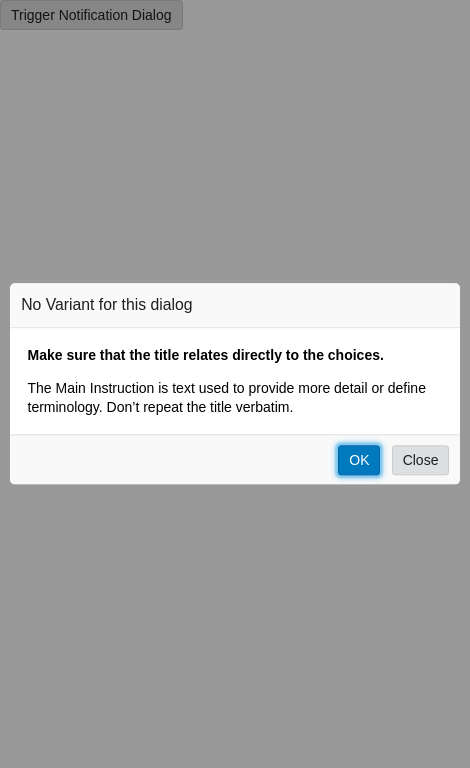 Trigger Notification Dialog
No Variant for this dialog
Make sure that the title relates directly to the choices.
The Main Instruction is text used to provide more detail or define
terminology. Don’t repeat the title verbatim.
OK Close